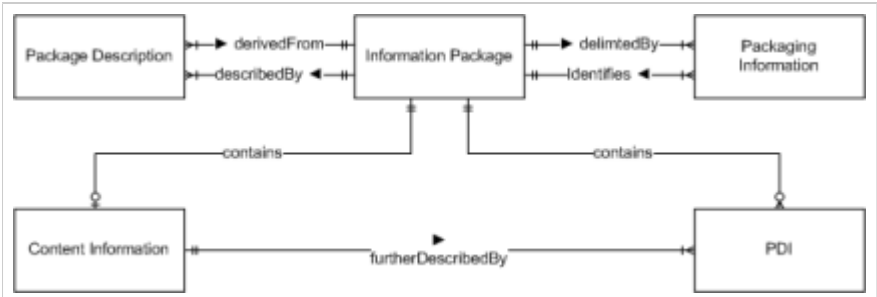 Package Description
derivedFrom
Information Package
delimtedBy
Packaging
Information
describedBy
Identifies
contains
contains
Content Information
furtherDescribedBy
PDI